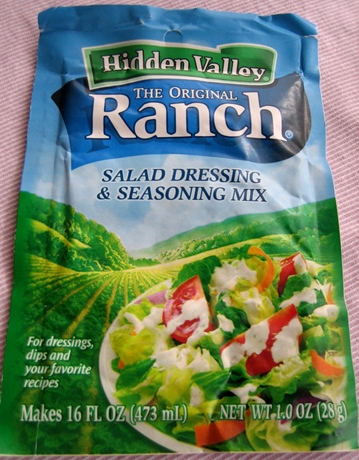 Hidden Valley®
THE ORIGINAL
Ranch®
SALAD DRESSING
& SEASONING MIX
For dressings,
dips and
your favorite
recipes
Makes 16 FL OZ (473 mL) NET WT 1.0 OZ (28 g)